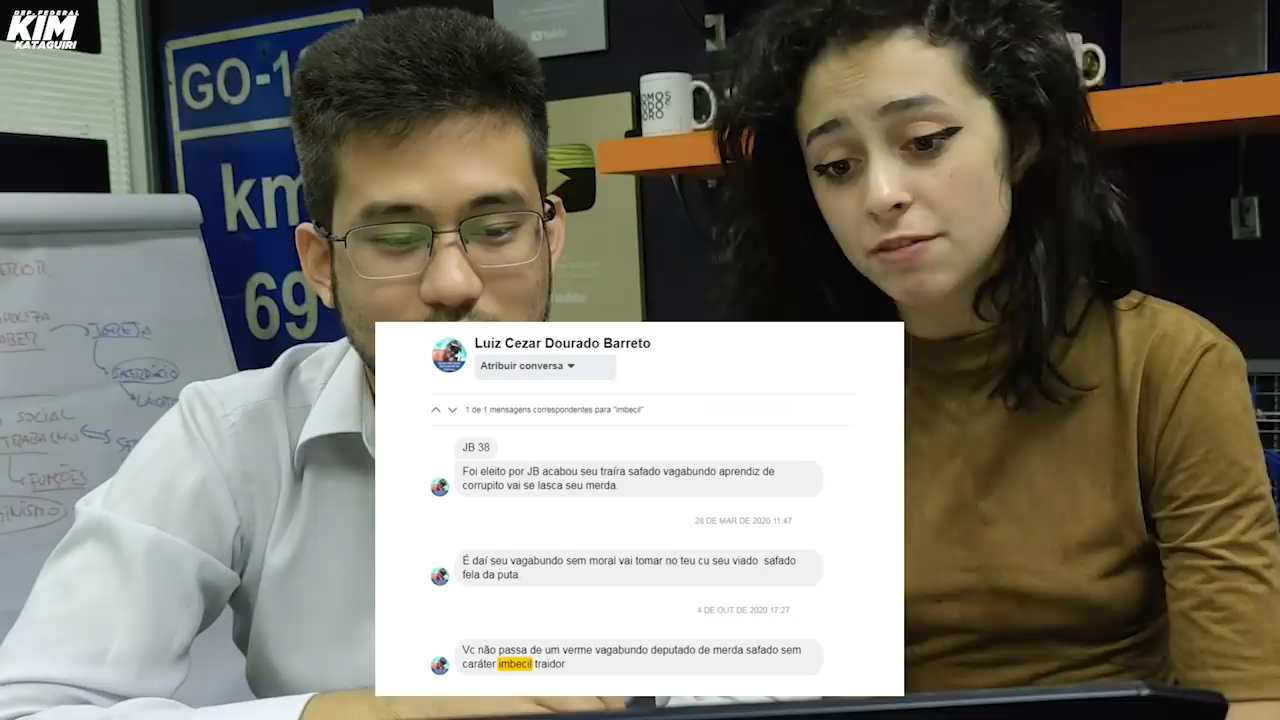 DEP. FEDERAL
KIM
KATAGUIRI
GO-1
km
69
YouTube
Luiz Cezar Dourado Barreto
Atribuir conversa
1 de 1 mensagens correspondentes para "imbecil"
JB 38
Foi eleito por JB acabou seu traíra safado vagabundo aprendiz de
corrupito vai se lasca seu merda.
28 DE MAR DE 2020 11:47
É daí seu vagabundo sem moral vai tomar no teu cu seu viado safado
fela da puta.
4 DE OUT DE 2020 17:27
Vc não passa de um verme vagabundo deputado de merda safado sem
caráter imbecil traidor
SOCIAL
TRABALHO
FUNÇÕES